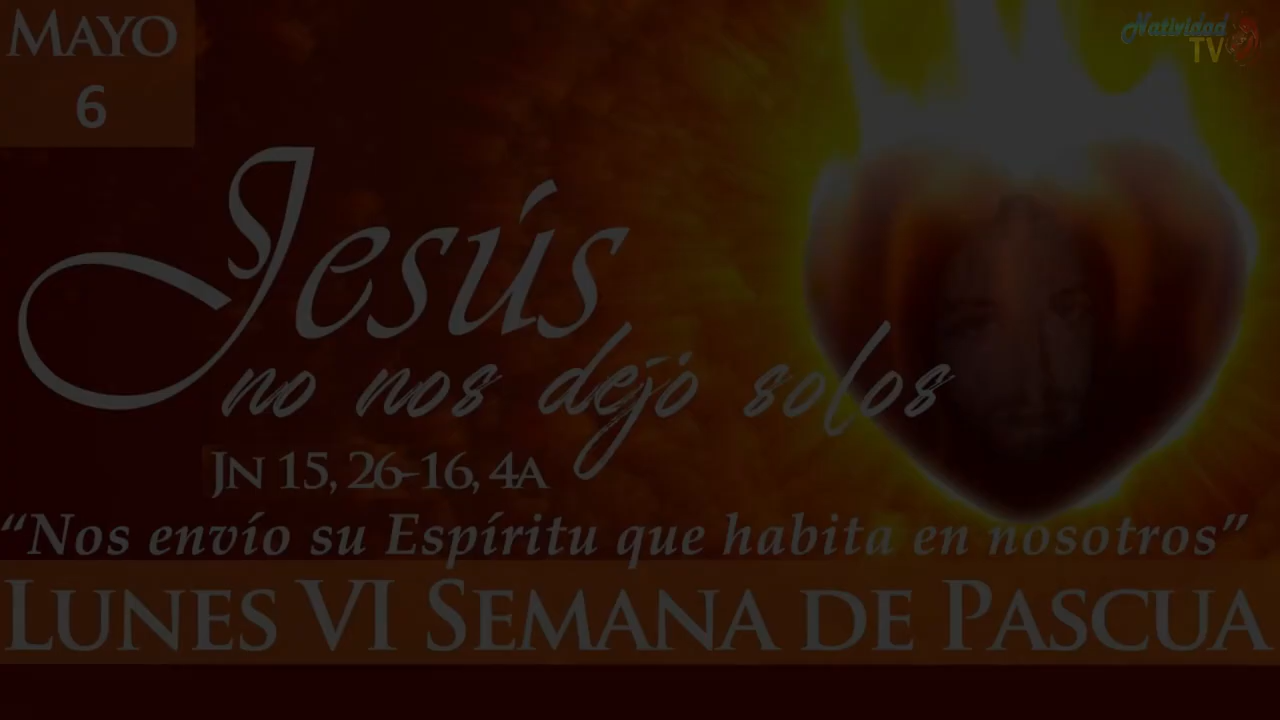 MAYO
6
Natividad
TV
Jesús
no nos dejo solos
JN 15, 26-16, 4A
“Nos envío su Espíritu que habita en nosotros”
LUNES VI SEMANA DE PASCUA